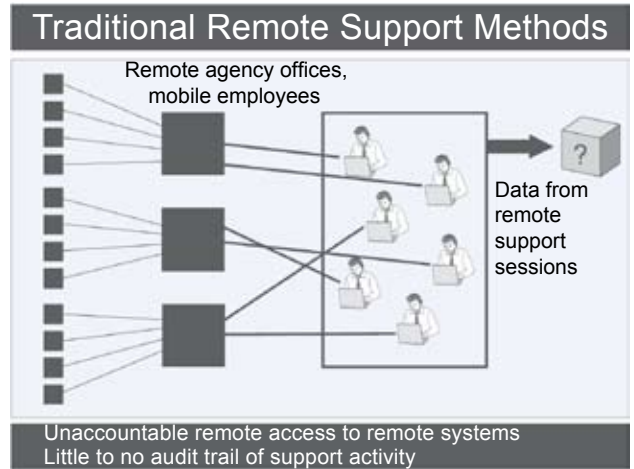 Traditional Remote Support Methods
Remote agency offices,
mobile employees
?
Data from
remote
support
sessions
Unaccountable remote access to remote systems
Little to no audit trail of support activity